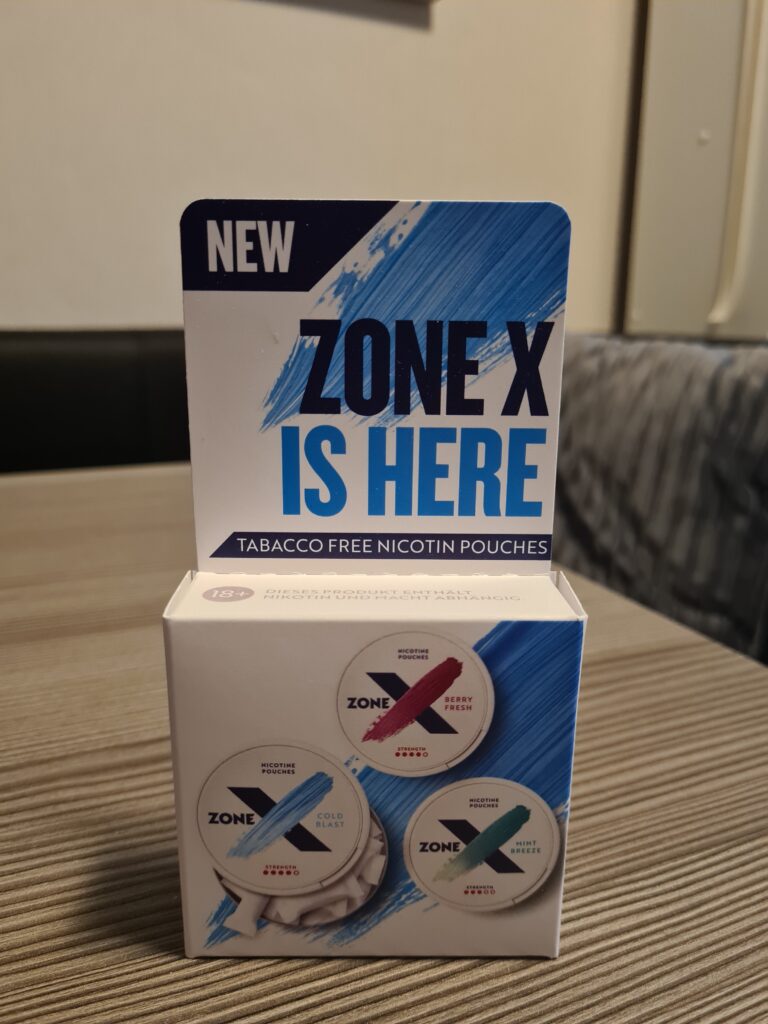 NEW
ZONE X
IS HERE
TABACCO FREE NICOTIN POUCHES
18+ DIESES PRODUKT ENTHÄLT
NIKOTIN UND MACHT ABHÄNGIG.
NICOTINE
POUCHES
ZONE X BERRY
FRESH
STRENGTH
NICOTINE
POUCHES
ZONE X COLD
BLAST
STRENGTH
NICOTINE
POUCHES
ZONE X MINT
BREEZE
STRENGTH